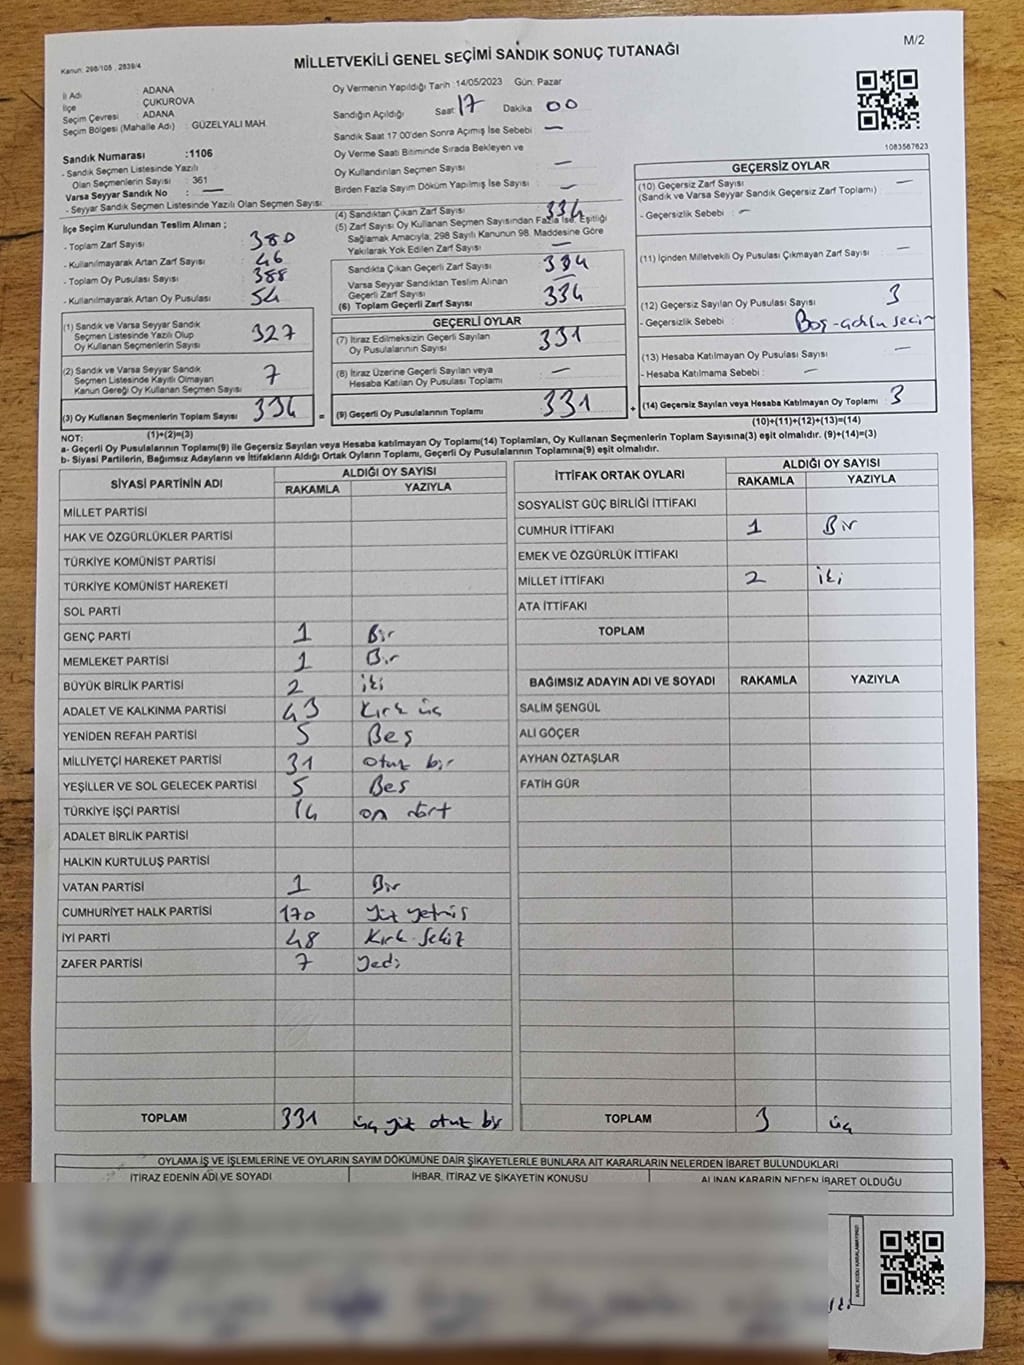 M/2
MİLLETVEKİLİ GENEL SEÇİMİ SANDIK SONUÇ TUTANAĞI
Kanun: 298/105 , 2839/4
İl Adı ADANA
İlçe ÇUKUROVA
Seçim Çevresi : ADANA
Seçim Bölgesi (Mahalle Adı) : GÜZELYALI MAH.
Oy Vermenin Yapıldığı Tarih :14/05/2023 Gün: Pazar
Sandığın Açıldığı Saat 17 Dakika 00
Sandık Saat 17:00'den Sonra Açımış İse Sebebi —
Oy Verme Saati Bitiminde Sırada Bekleyen ve
Oy Kullandırılan Seçmen Sayısı —
Birden Fazla Sayım Döküm Yapılmış İse Sayısı —
1083567623
Sandık Numarası :1106
- Sandık Seçmen Listesinde Yazılı
Olan Seçmenlerin Sayısı : 361
Varsa Seyyar Sandık No : —
- Seyyar Sandık Seçmen Listesinde Yazılı Olan Seçmen Sayısı
İlçe Seçim Kurulundan Teslim Alınan ;
- Toplam Zarf Sayısı 380
- Kullanılmayarak Artan Zarf Sayısı 46
- Toplam Oy Pusulası Sayısı 388
- Kullanılmayarak Artan Oy Pusulası 54
(4) Sandıktan Çıkan Zarf Sayısı 334
(5) Zarf Sayısı Oy Kullanan Seçmen Sayısından Fazla İse, Eşitliği
Sağlamak Amacıyla; 298 Sayılı Kanunun 98. Maddesine Göre
Yakılarak Yok Edilen Zarf Sayısı —
Sandıkta Çıkan Geçerli Zarf Sayısı 334
Varsa Seyyar Sandıktan Teslim Alınan
Geçerli Zarf Sayısı —
(6) Toplam Geçerli Zarf Sayısı 334
GEÇERSİZ OYLAR
(10) Geçersiz Zarf Sayısı —
(Sandık ve Varsa Seyyar Sandık Geçersiz Zarf Toplamı)
- Geçersizlik Sebebi : —
(11) İçinden Milletvekili Oy Pusulası Çıkmayan Zarf Sayısı —
(12) Geçersiz Sayılan Oy Pusulası Sayısı 3
- Geçersizlik Sebebi : Boş-
(13) Hesaba Katılmayan Oy Pusulası Sayısı —
- Hesaba Katılmama Sebebi : —
(14) Geçersiz Sayılan veya Hesaba Katılmayan Oy Toplamı 3
(10)+(11)+(12)+(13)=(14)
(1) Sandık ve Varsa Seyyar Sandık
Seçmen Listesinde Yazılı Olup
Oy Kullanan Seçmenlerin Sayısı 327
(2) Sandık ve Varsa Seyyar Sandık
Seçmen Listesinde Kayıtlı Olmayan
Kanun Gereği Oy Kullanan Seçmen Sayısı 7
(3) Oy Kullanan Seçmenlerin Toplam Sayısı 334 =
(1)+(2)=(3)
GEÇERLİ OYLAR
(7) İtiraz Edilmeksizin Geçerli Sayılan
Oy Pusulalarının Sayısı 331
(8) İtiraz Üzerine Geçerli Sayılan veya
Hesaba Katılan Oy Pusulası Toplamı —
(9) Geçerli Oy Pusulalarının Toplamı 331 +
NOT:
a- Geçerli Oy Pusulalarının Toplamı(9) ile Geçersiz Sayılan veya Hesaba katılmayan Oy Toplamı(14) Toplamları, Oy Kullanan Seçmenlerin Toplam Sayısına(3) eşit olmalıdır. (9)+(14)=(3)
b- Siyasi Partilerin, Bağımsız Adayların ve İttifakların Aldığı Ortak Oyların Toplamı, Geçerli Oy Pusulalarının Toplamına(9) eşit olmalıdır.
SİYASİ PARTİNİN ADI
ALDIĞI OY SAYISI
RAKAMLA YAZIYLA
MİLLET PARTİSİ
HAK VE ÖZGÜRLÜKLER PARTİSİ
TÜRKİYE KOMÜNİST PARTİSİ
TÜRKİYE KOMÜNİST HAREKETİ
SOL PARTİ
GENÇ PARTİ 1 Bir
MEMLEKET PARTİSİ 1 Bir
BÜYÜK BİRLİK PARTİSİ 2 iki
ADALET VE KALKINMA PARTİSİ 43 Kırk üç
YENİDEN REFAH PARTİSİ 5 Beş
MİLLİYETÇİ HAREKET PARTİSİ 31 otuz bir
YEŞİLLER VE SOL GELECEK PARTİSİ 5 Beş
TÜRKİYE İŞÇİ PARTİSİ 14 on dört
ADALET BİRLİK PARTİSİ
HALKIN KURTULUŞ PARTİSİ
VATAN PARTİSİ 1 Bir
CUMHURİYET HALK PARTİSİ 170 yüz yetmiş
İYİ PARTİ 48 Kırk sekiz
ZAFER PARTİSİ 7 Yedi
TOPLAM 331 üç yüz otuz bir
İTTİFAK ORTAK OYLARI
ALDIĞI OY SAYISI
RAKAMLA YAZIYLA
SOSYALİST GÜÇ BİRLİĞİ İTTİFAKI
CUMHUR İTTİFAKI 1 Bir
EMEK VE ÖZGÜRLÜK İTTİFAKI
MİLLET İTTİFAKI 2 iki
ATA İTTİFAKI
TOPLAM
BAĞIMSIZ ADAYIN ADI VE SOYADI RAKAMLA YAZIYLA
SALİM ŞENGÜL
ALİ GÖÇER
AYHAN ÖZTAŞLAR
FATİH GÜR
TOPLAM 3 üç
OYLAMA İŞ VE İŞLEMLERİNE VE OYLARIN SAYIM DÖKÜMÜNE DAİR ŞİKAYETLERLE BUNLARA AİT KARARLARIN NELERDEN İBARET BULUNDUKLARI
İTİRAZ EDENİN ADI VE SOYADI İHBAR, İTİRAZ VE ŞİKAYETİN KONUSU ALINAN KARARIN NEDEN İBARET OLDUĞU
KARE KODU KARALAMAYINIZ!